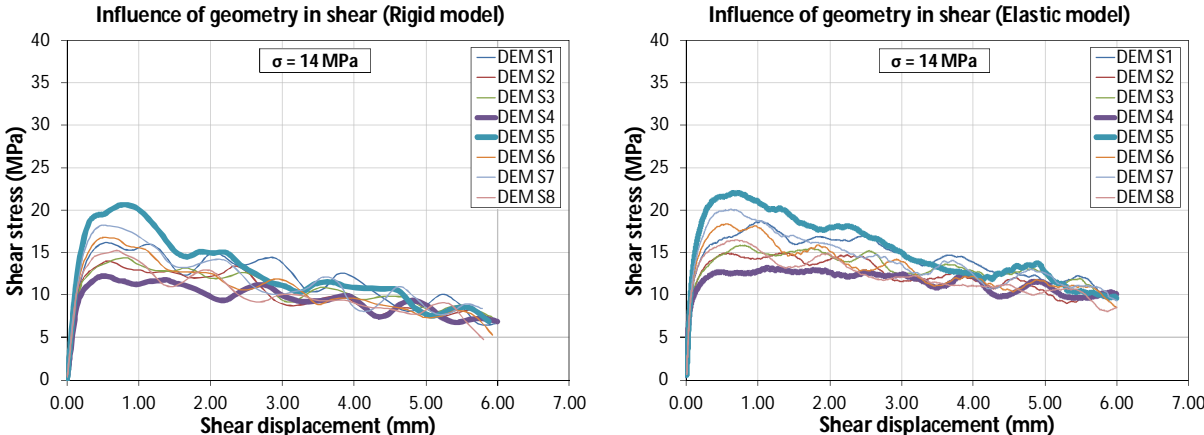 Influence of geometry in shear (Rigid model)
40
35
30
25
20
15
10
5
0
Shear stress (MPa)
σ = 14 MPa
DEM S1
DEM S2
DEM S3
DEM S4
DEM S5
DEM S6
DEM S7
DEM S8
0.00 1.00 2.00 3.00 4.00 5.00 6.00 7.00
Shear displacement (mm)
Influence of geometry in shear (Elastic model)
40
35
30
25
20
15
10
5
0
Shear stress (MPa)
σ = 14 MPa
DEM S1
DEM S2
DEM S3
DEM S4
DEM S5
DEM S6
DEM S7
DEM S8
0.00 1.00 2.00 3.00 4.00 5.00 6.00 7.00
Shear displacement (mm)